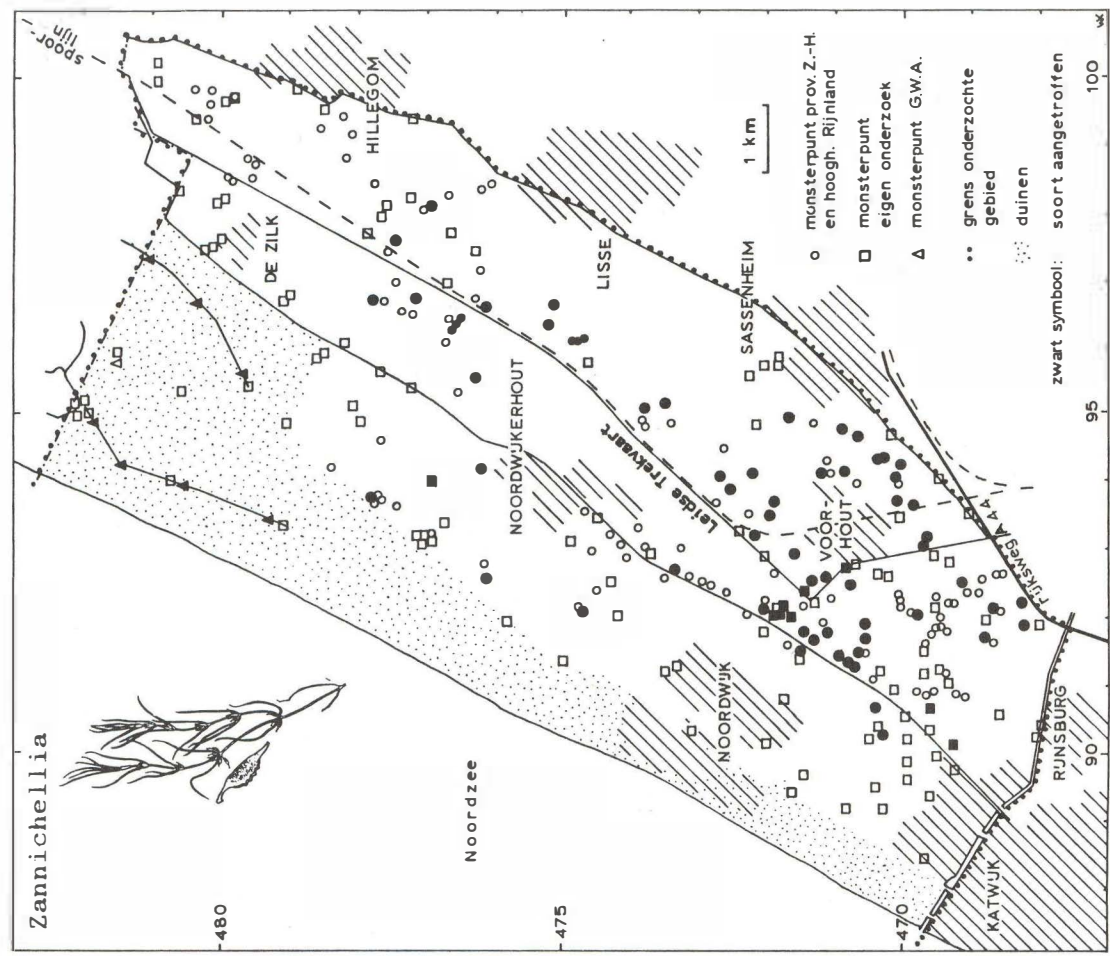 Zannichellia
Noordzee
spoor-
lijn
HILLEGOM
DE ZILK
LISSE
NOORDWIJKERHOUT
SASSENHEIM
Leidse Trekvaart
VOOR
HOUT
NOORDWIJK
rijksweg A 44
RIJNSBURG
KATWIJK
480
475
470
100
95
90
1 km
monsterpunt prov. Z.-H.
en hoogh. Rijnland
monsterpunt
eigen onderzoek
monsterpunt G.W.A.
grens onderzochte
gebied
duinen
zwart symbool: soort aangetroffen